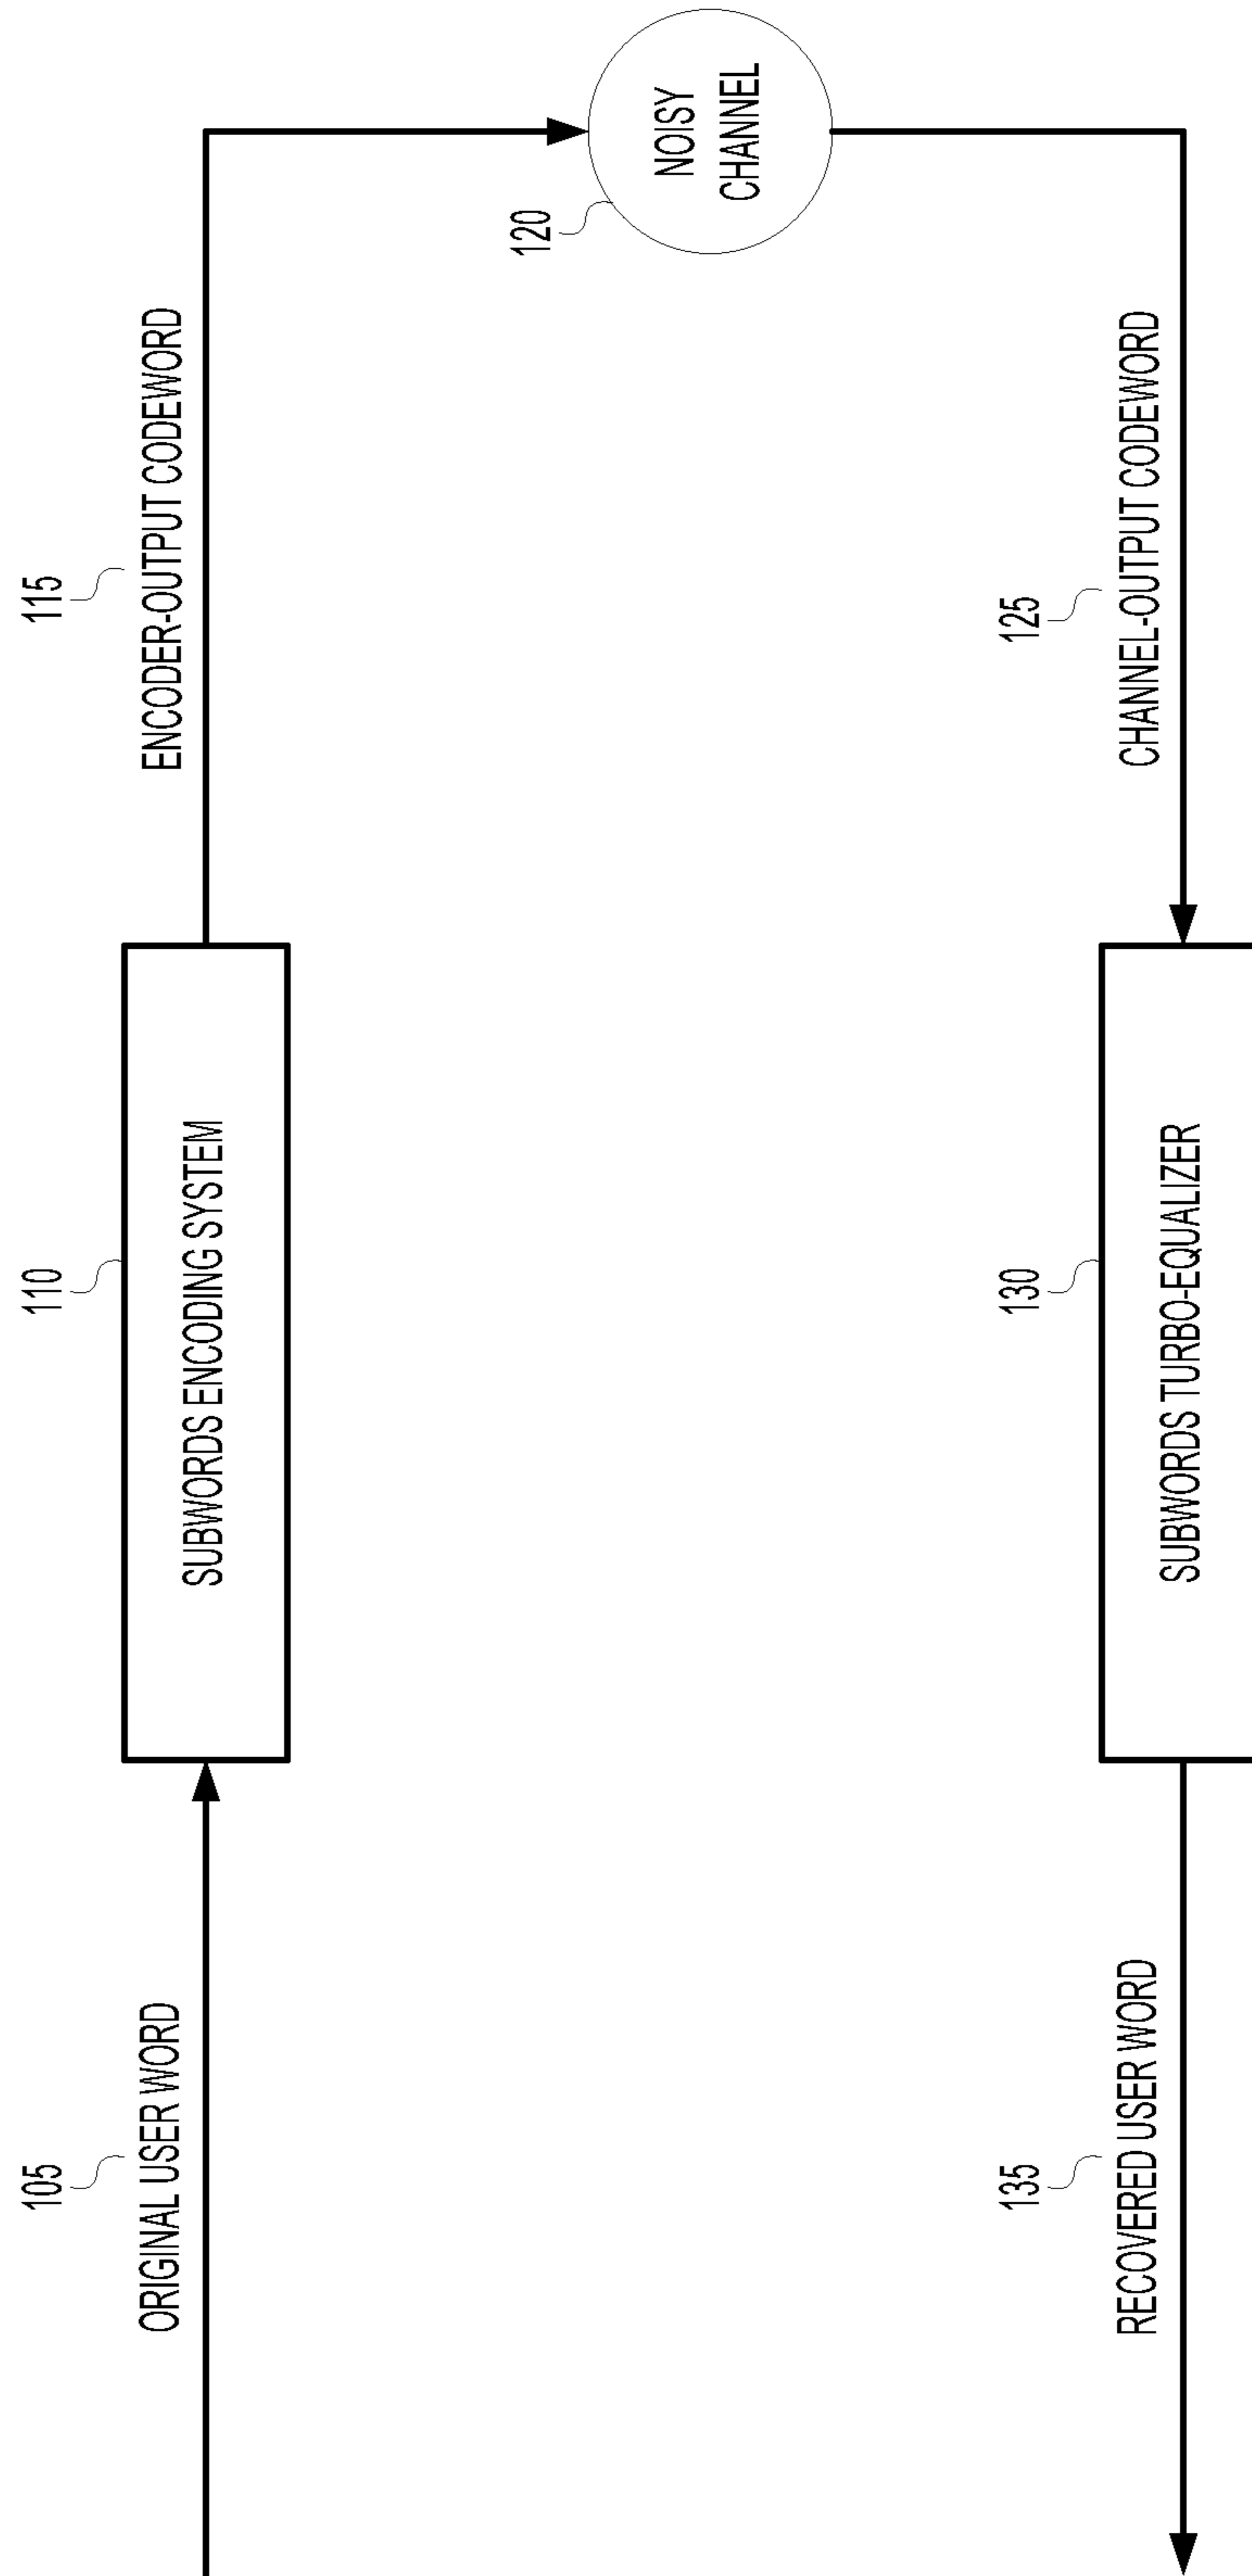 105
ORIGINAL USER WORD
110
SUBWORDS ENCODING SYSTEM
115
ENCODER-OUTPUT CODEWORD
120
NOISY
CHANNEL
125
CHANNEL-OUTPUT CODEWORD
130
SUBWORDS TURBO-EQUALIZER
135
RECOVERED USER WORD